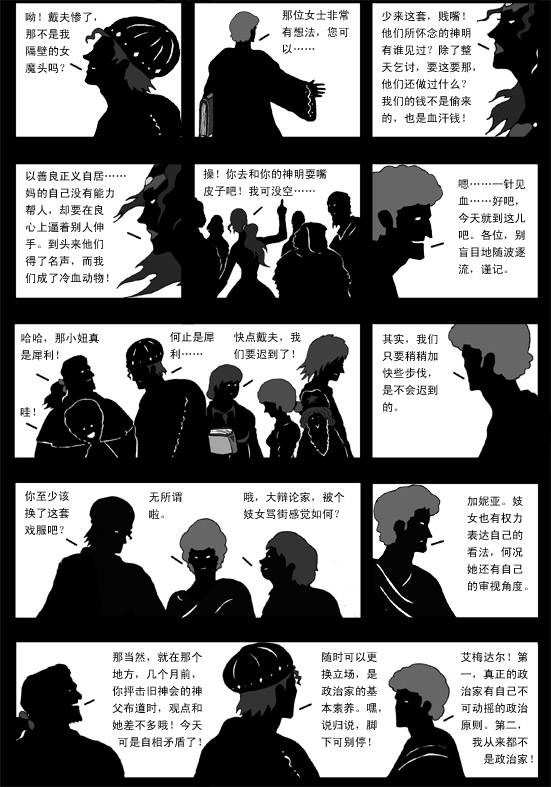 呦！戴夫惨了，
那不是我
隔壁的女
魔头吗？
那位女士非常
有想法，您可
以……
少来这套，贱嘴！
他们所怀念的神明
有谁见过？除了整
天乞讨，要这要那，
他们还做过什么？
我们的钱不是偷来
的，也是血汗钱！
以善良正义自居……
妈的自己没有能力
帮人，却要在良
心上逼着别人伸
手。到头来他们
得了名声，而我
们成了冷血动物！
操！你去和你的神明耍嘴
皮子吧！我可没空……
嗯……一针见
血……好吧，
今天就到这儿
吧。各位，别
盲目地随波逐
流，谨记。
哈哈，那小妞真
是犀利！
哇！
何止是犀
利……
快点戴夫，我
们要迟到了！
其实，我们
只要稍稍加
快些步伐，
是不会迟到
的。
你至少该
换了这套
戏服吧？
无所谓
啦。
哦，大辩论家，被个
妓女骂街感觉如何？
加妮亚。妓
女也有权力
表达自己的
看法，何况
她还有自己
的审视角度。
那当然，就在那个
地方，几个月前，
你抨击旧神会的神
父布道时，观点和
她差不多哦！今天
可是自相矛盾了！
随时可以更
换立场，是
政治家的基
本素养。嘿，
说归说，脚
下可别停！
艾梅达尔！第
一，真正的政
治家有自己不
可动摇的政治
原则。第二，
我从来都不
是政治家！